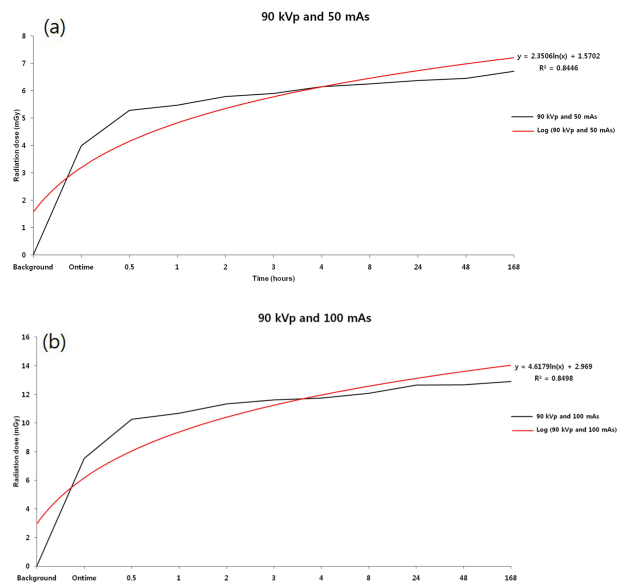 (a)
90 kVp and 50 mAs
8
7
6
5
4
3
2
1
0
Radiation dose (mGy)
y = 2.3506ln(x) + 1.5702
R² = 0.8446
90 kVp and 50 mAs
Log (90 kVp and 50 mAs)
Background Ontime 0.5 1 2 3 4 8 24 48 168
Time (hours)
(b)
90 kVp and 100 mAs
16
14
12
10
8
6
4
2
0
Radiation dose (mGy)
y = 4.6179ln(x) + 2.969
R² = 0.8498
90 kVp and 100 mAs
Log (90 kVp and 100 mAs)
Background Ontime 0.5 1 2 3 4 8 24 48 168